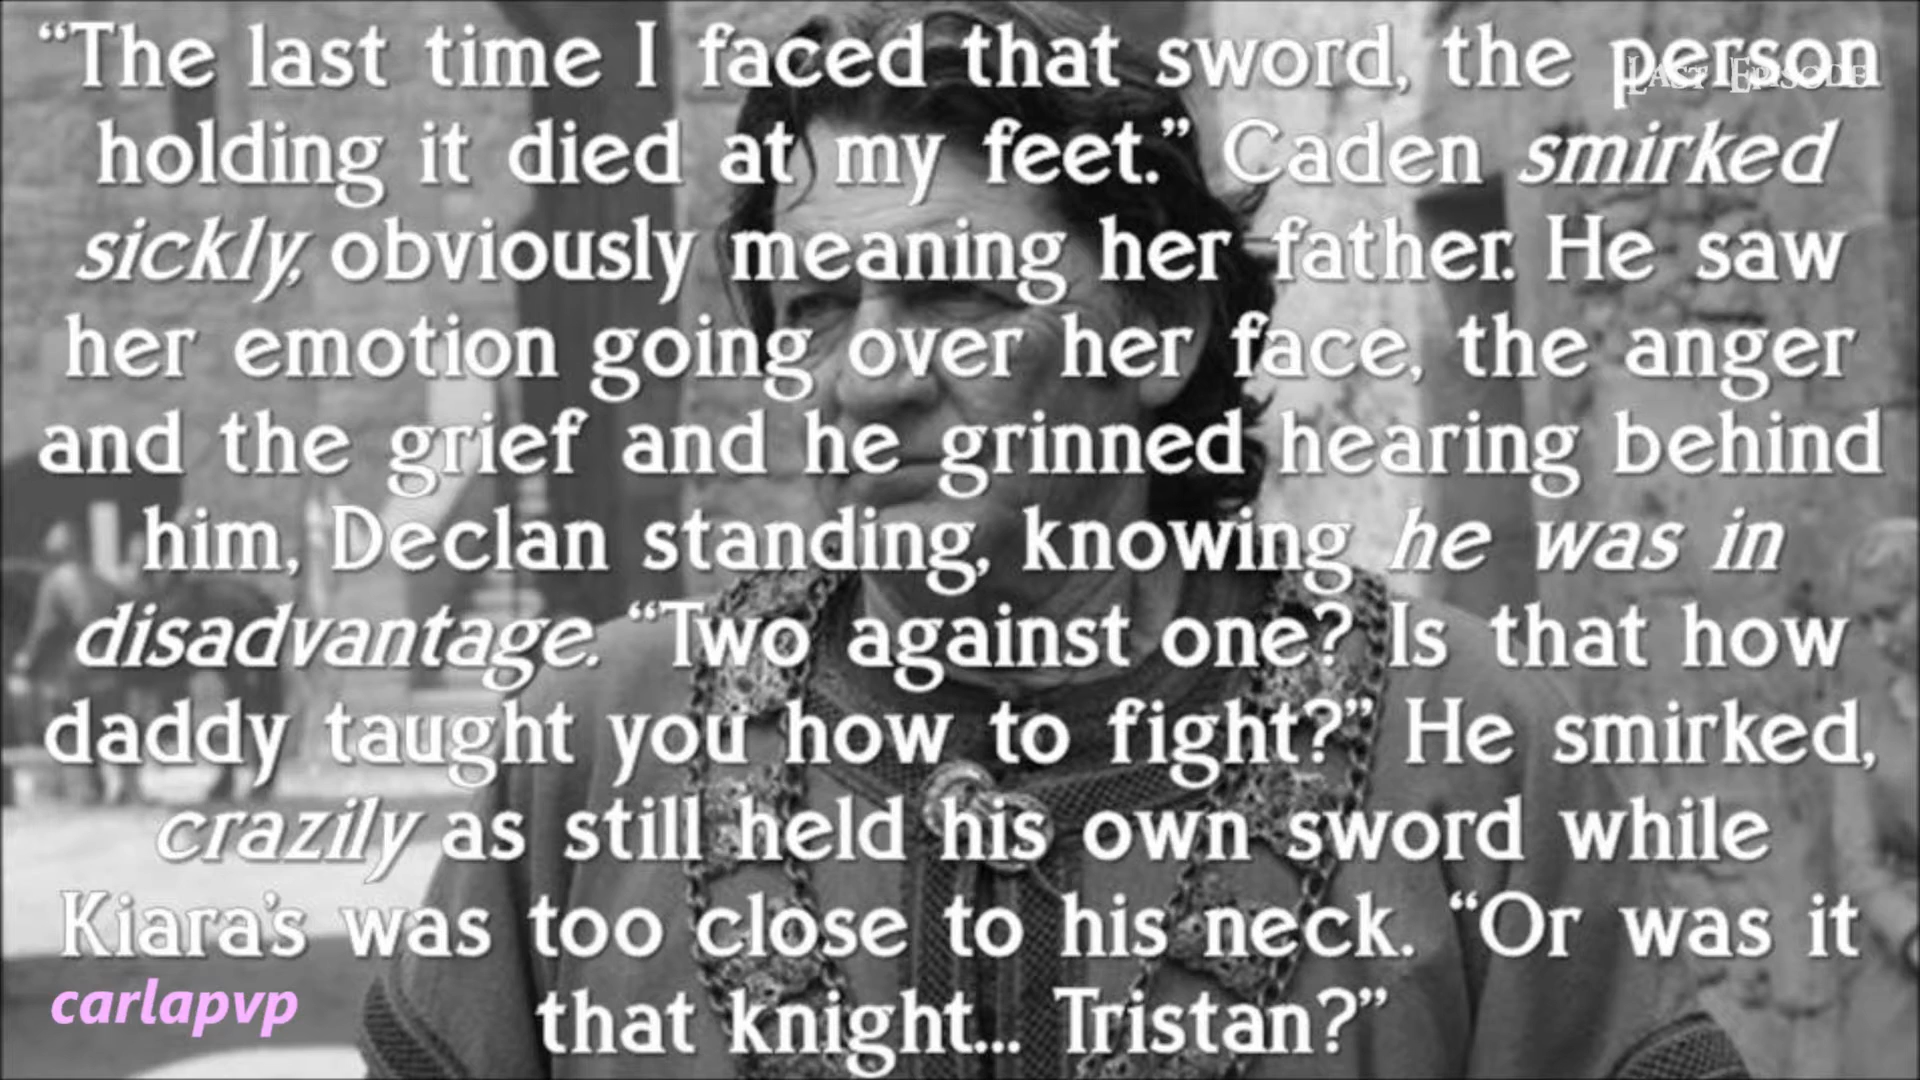 “The last time I faced that sword, the person
Last Episode
holding it died at my feet.” Caden smirked
sickly, obviously meaning her father. He saw
her emotion going over her face, the anger
and the grief and he grinned hearing behind
him, Declan standing, knowing he was in
disadvantage. “Two against one? Is that how
daddy taught you how to fight?” He smirked,
crazily as still held his own sword while
Kiara’s was too close to his neck. “Or was it
that knight... Tristan?”
carlapvp